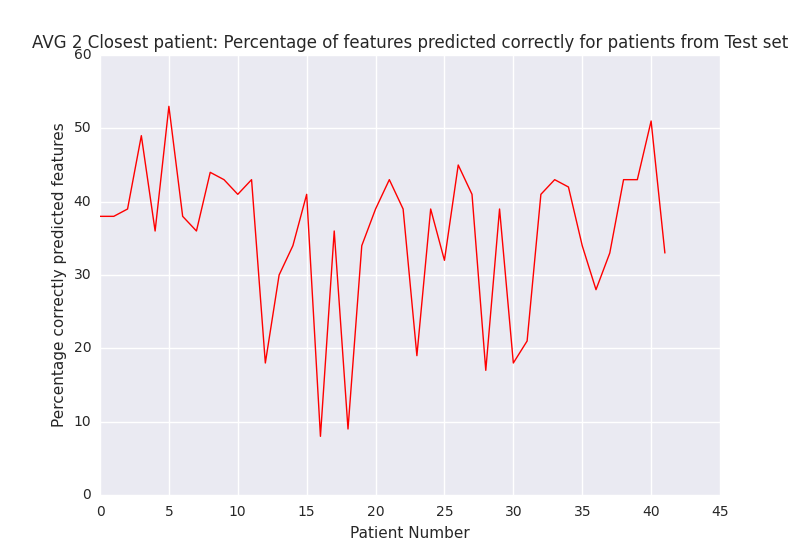 AVG 2 Closest patient: Percentage of features predicted correctly for patients from Test set
60
50
40
30
20
10
0
Percentage correctly predicted features
0 5 10 15 20 25 30 35 40 45
Patient Number